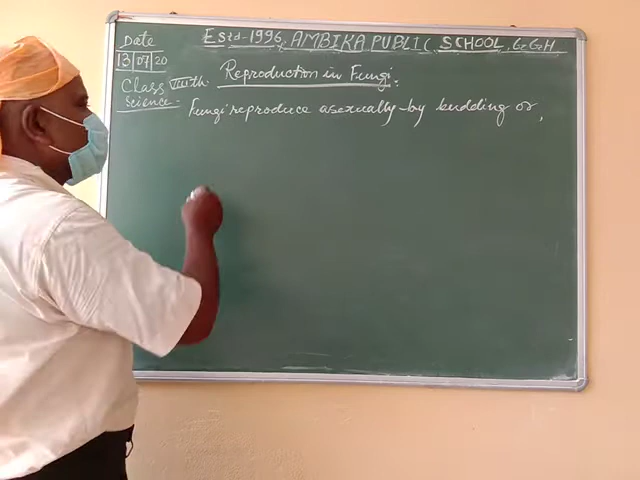 Date Estd-1996, AMBIKA PUBLIC SCHOOL, GZGH
13 07 20
Class VIIIth Reproduction in Fungi.
Science- Fungi reproduce asexually-by budding or,